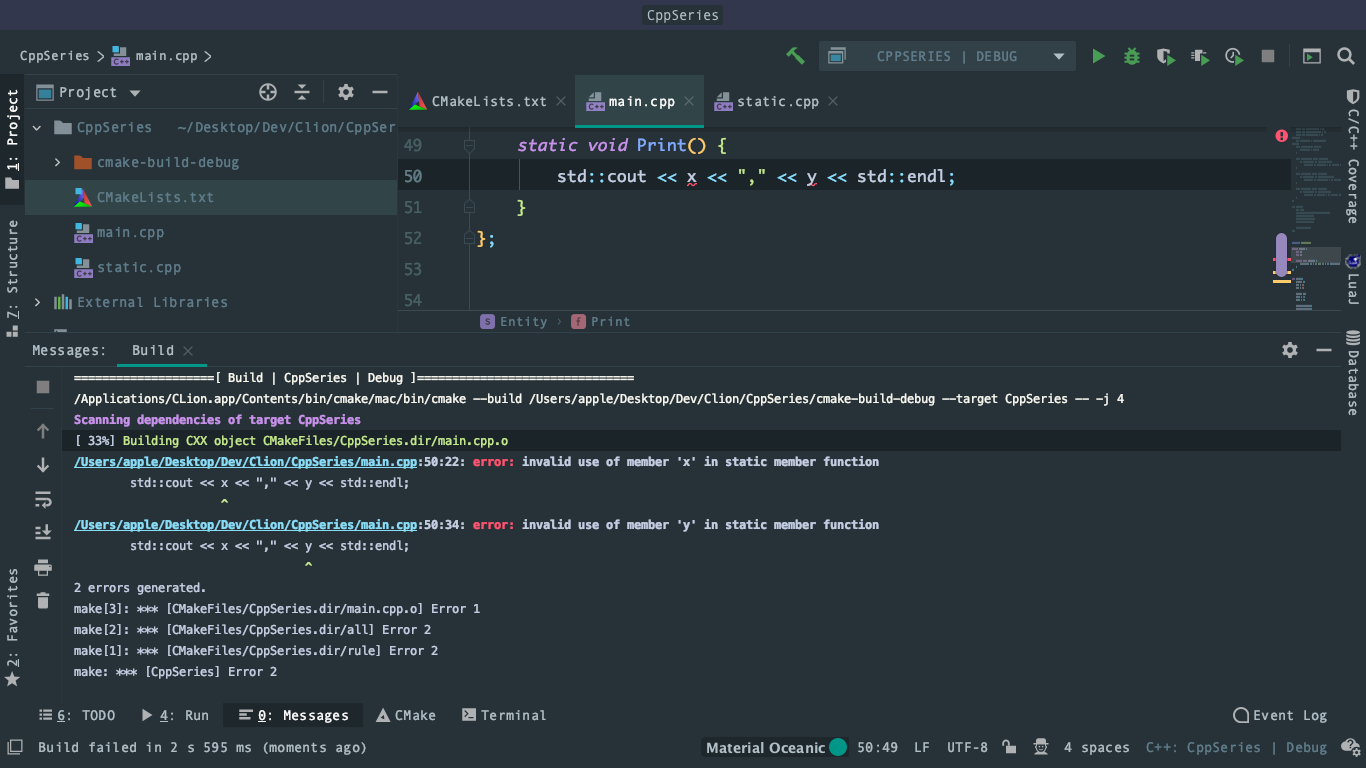 CppSeries
CppSeries > main.cpp >
CPPSERIES | DEBUG
1: Project
Z: Structure
2: Favorites
Project
CppSeries ~/Desktop/Dev/Clion/CppSer
cmake-build-debug
CMakeLists.txt
main.cpp
static.cpp
External Libraries
CMakeLists.txt
main.cpp
static.cpp
49 static void Print() {
50 std::cout << x << "," << y << std::endl;
51 }
52 };
53
54
Entity > Print
C/C++ Coverage
LuaJ
Database
Messages: Build
====================[ Build | CppSeries | Debug ]===============================
/Applications/CLion.app/Contents/bin/cmake/mac/bin/cmake --build /Users/apple/Desktop/Dev/Clion/CppSeries/cmake-build-debug --target CppSeries -- -j 4
Scanning dependencies of target CppSeries
[ 33%] Building CXX object CMakeFiles/CppSeries.dir/main.cpp.o
/Users/apple/Desktop/Dev/Clion/CppSeries/main.cpp:50:22: error: invalid use of member 'x' in static member function
std::cout << x << "," << y << std::endl;
^
/Users/apple/Desktop/Dev/Clion/CppSeries/main.cpp:50:34: error: invalid use of member 'y' in static member function
std::cout << x << "," << y << std::endl;
^
2 errors generated.
make[3]: *** [CMakeFiles/CppSeries.dir/main.cpp.o] Error 1
make[2]: *** [CMakeFiles/CppSeries.dir/all] Error 2
make[1]: *** [CMakeFiles/CppSeries.dir/rule] Error 2
make: *** [CppSeries] Error 2
6: TODO 4: Run 0: Messages CMake Terminal Event Log
Build failed in 2 s 595 ms (moments ago) Material Oceanic 50:49 LF UTF-8 4 spaces C++: CppSeries | Debug